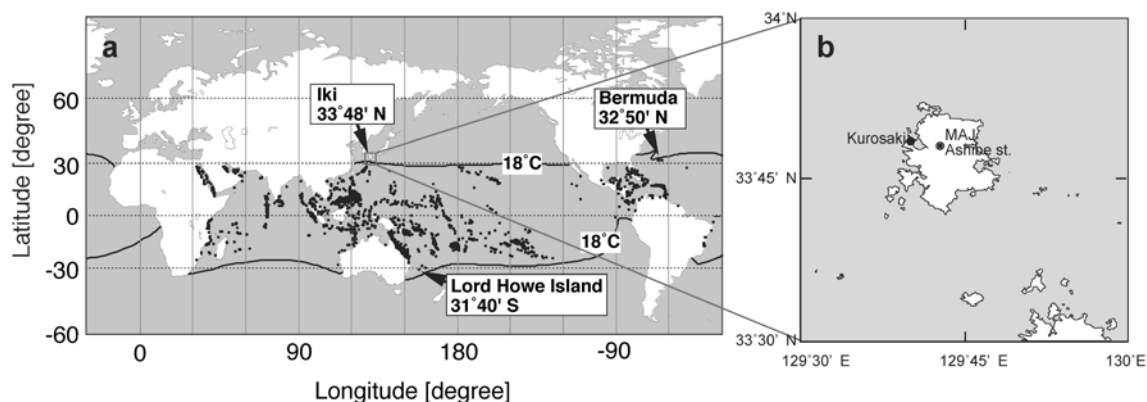 a
60
30
0
-30
-60
Latitude [degree]
0
90
180
-90
Longitude [degree]
Iki
33˚48' N
Bermuda
32˚50' N
18˚C
18˚C
Lord Howe Island
31˚40' S
b
34˚ N
33˚45' N
33˚30' N
129˚30' E
129˚45' E
130˚E
Kurosaki
MAJ
Ashibe st.